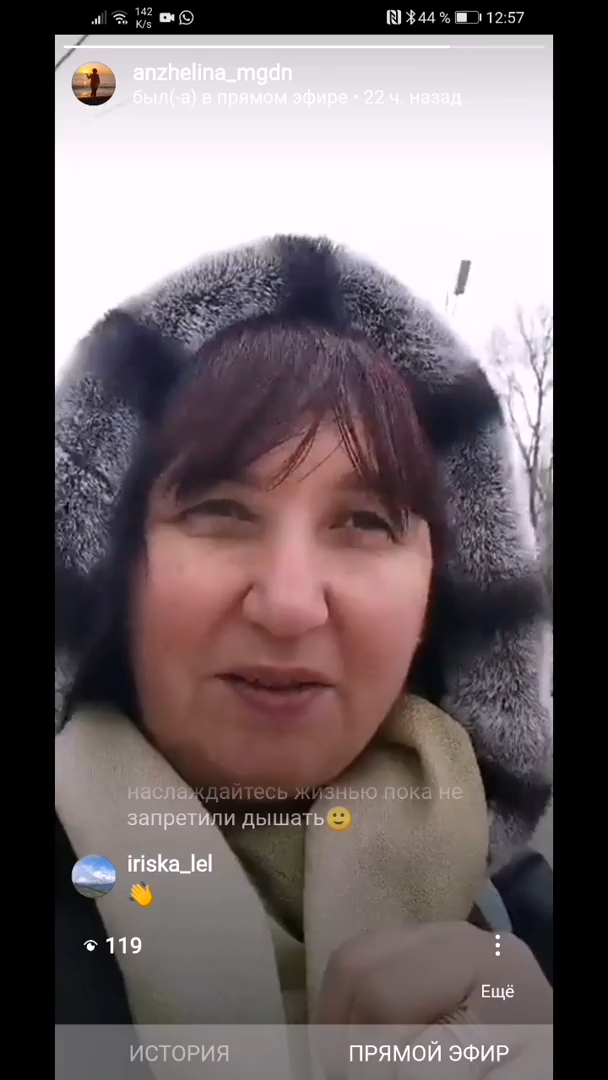 142
K/s
44 %
12:57
anzhelina_mgdn
был(-а) в прямом эфире • 22 ч. назад
наслаждайтесь жизнью пока не
запретили дышать🙂
iriska_lel
👋
119
Ещё
ИСТОРИЯ
ПРЯМОЙ ЭФИР